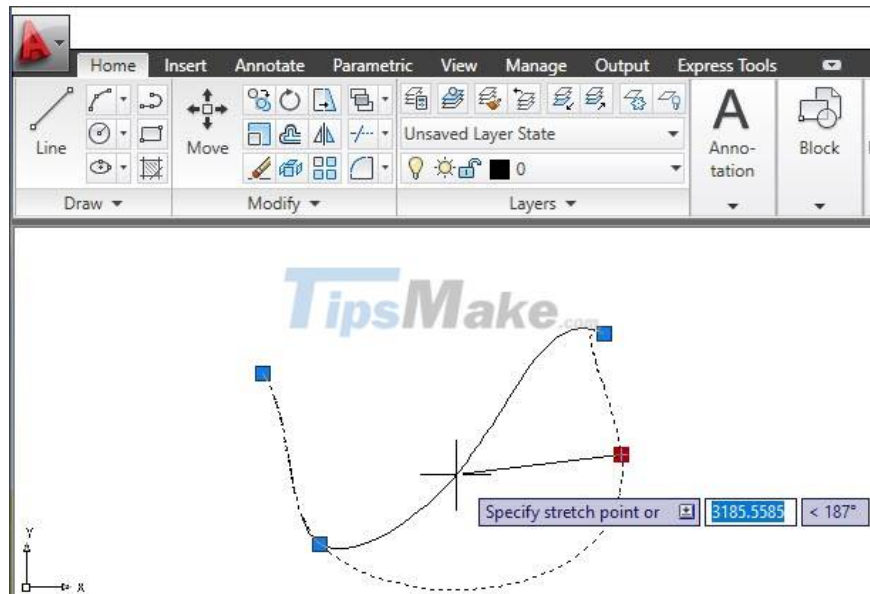 Home Insert Annotate Parametric View Manage Output Express Tools
Line
Move
Unsaved Layer State
0
A
Anno-
tation
Block
Draw
Modify
Layers
TipsMake.com
Specify stretch point or 3185.5585 < 187°
Y
X